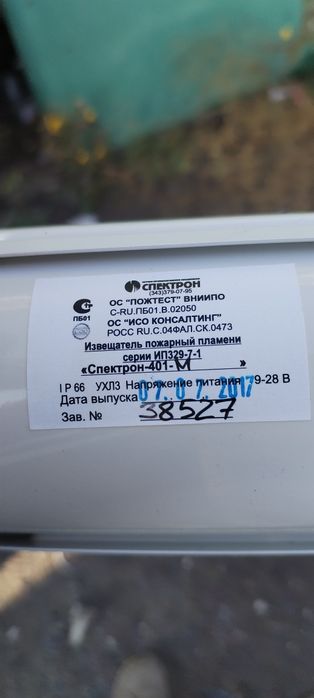 СПЕКТРОН
(343)379-07-95
ОС "ПОЖТЕСТ" ВНИИПО
ПБ01 C-RU.ПБ01.В.02050
ОС "ИСО КОНСАЛТИНГ"
РОСС RU.C.04ФАЛ.СК.0473
Извещатель пожарный пламени
серии ИП329-7-1
«Спектрон-401-М »
I P 66 УХЛ3 Напряжение питания 9-28 В
Дата выпуска 07.07.2017
Зав. № 38527